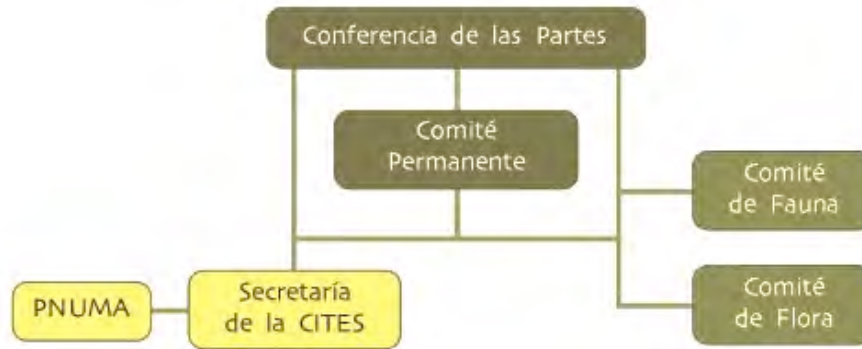 Conferencia de las Partes
Comité
Permanente
Comité
de Fauna
PNUMA
Secretaría
de la CITES
Comité
de Flora